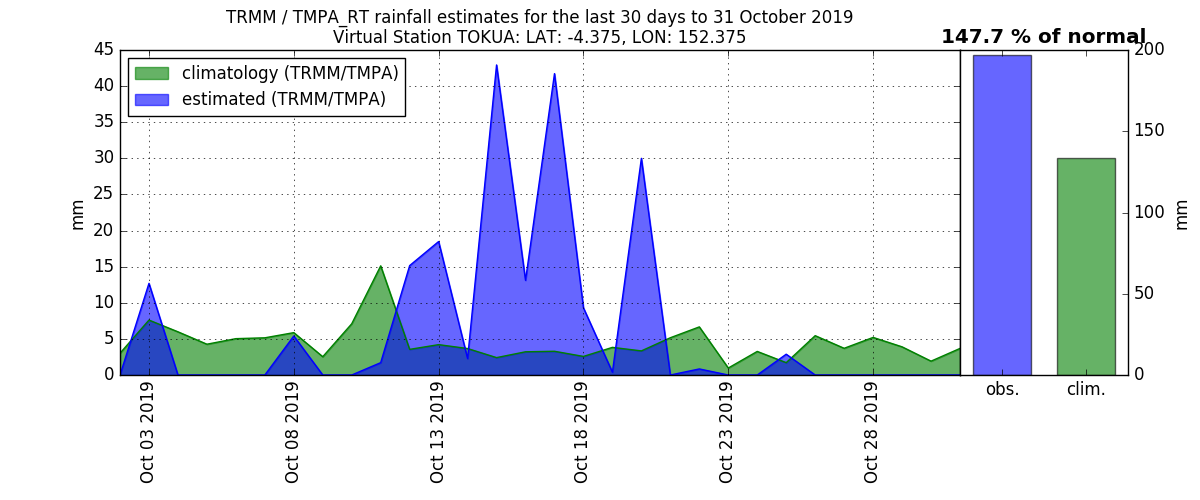 TRMM / TMPA_RT rainfall estimates for the last 30 days to 31 October 2019
Virtual Station TOKUA: LAT: -4.375, LON: 152.375
147.7 % of normal
climatology (TRMM/TMPA)
estimated (TRMM/TMPA)
mm
45
40
35
30
25
20
15
10
5
0
Oct 03 2019
Oct 08 2019
Oct 13 2019
Oct 18 2019
Oct 23 2019
Oct 28 2019
200
150
100
50
0
mm
obs.
clim.